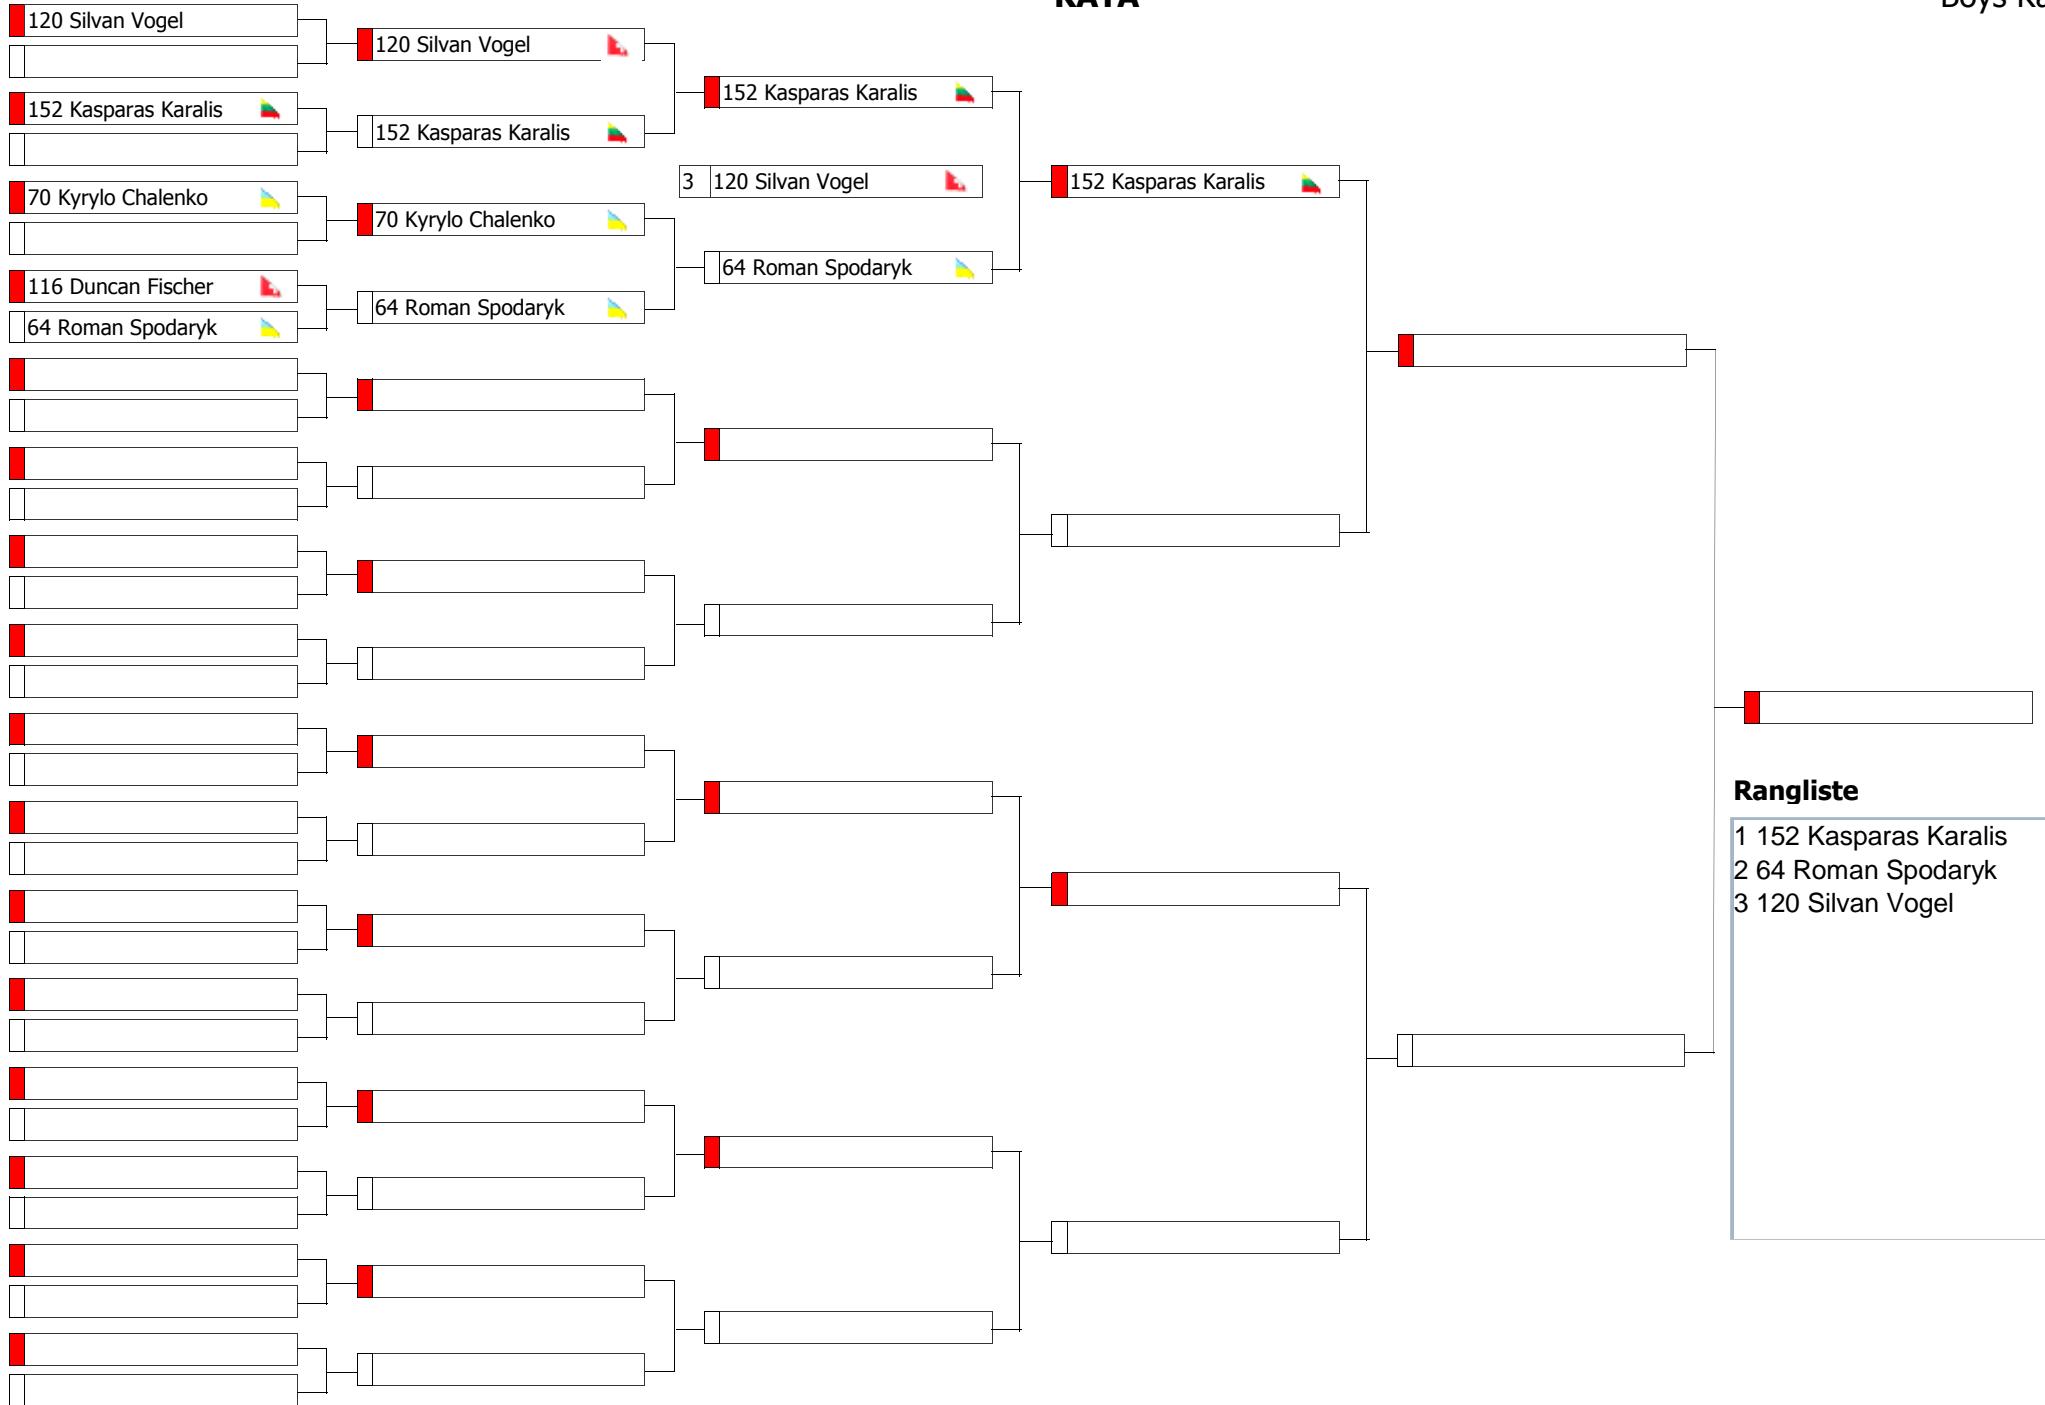 KATA
120 Silvan Vogel
152 Kasparas Karalis
70 Kyrylo Chalenko
116 Duncan Fischer
64 Roman Spodaryk
120 Silvan Vogel
152 Kasparas Karalis
70 Kyrylo Chalenko
64 Roman Spodaryk
152 Kasparas Karalis
3 120 Silvan Vogel
64 Roman Spodaryk
152 Kasparas Karalis
Rangliste
1 152 Kasparas Karalis
2 64 Roman Spodaryk
3 120 Silvan Vogel